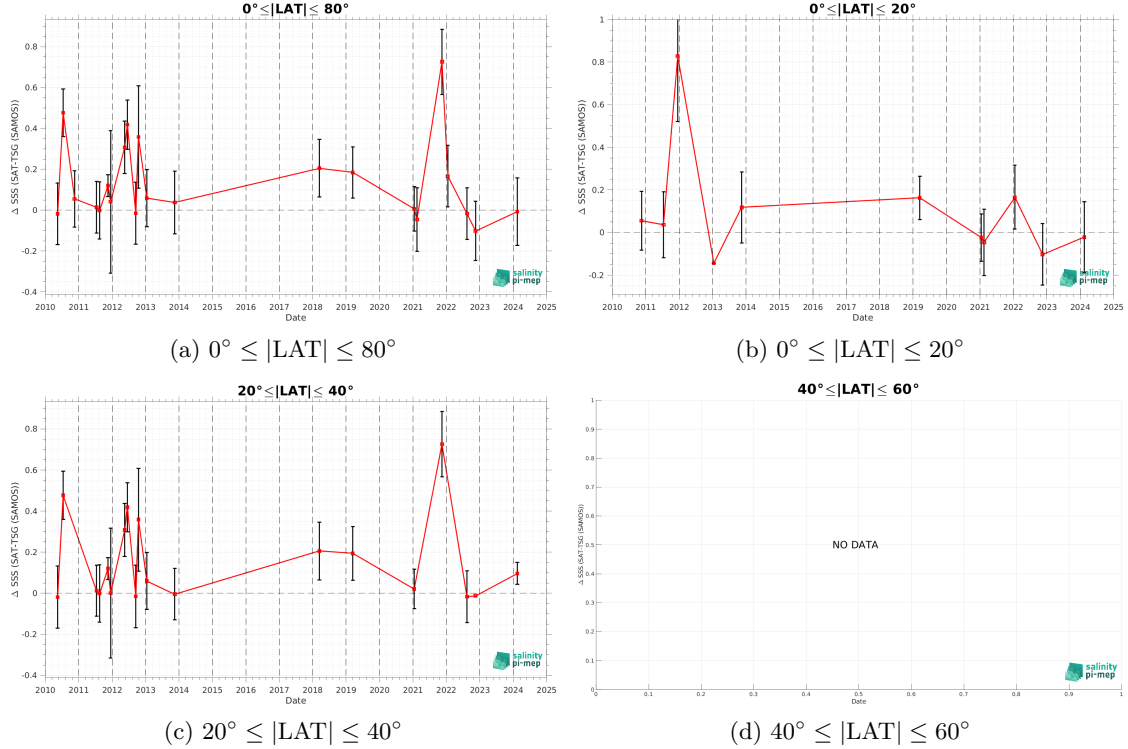 0°≤|LAT|≤ 80°
Δ SSS (SAT-TSG (SAMOS))
0.8
0.6
0.4
0.2
0
-0.2
-0.4
2010 2011 2012 2013 2014 2015 2016 2017 2018 2019 2020 2021 2022 2023 2024 2025
Date
salinity
pi-mep
(a) 0° ≤ |LAT| ≤ 80°
0°≤|LAT|≤ 20°
Δ SSS (SAT-TSG (SAMOS))
1
0.8
0.6
0.4
0.2
0
-0.2
2010 2011 2012 2013 2014 2015 2016 2017 2018 2019 2020 2021 2022 2023 2024 2025
Date
salinity
pi-mep
(b) 0° ≤ |LAT| ≤ 20°
20°≤|LAT|≤ 40°
Δ SSS (SAT-TSG (SAMOS))
0.8
0.6
0.4
0.2
0
-0.2
-0.4
2010 2011 2012 2013 2014 2015 2016 2017 2018 2019 2020 2021 2022 2023 2024 2025
Date
salinity
pi-mep
(c) 20° ≤ |LAT| ≤ 40°
40°≤|LAT|≤ 60°
Δ SSS (SAT-TSG (SAMOS))
1
0.9
0.8
0.7
0.6
0.5
0.4
0.3
0.2
0.1
0
NO DATA
0 0.1 0.2 0.3 0.4 0.5 0.6 0.7 0.8 0.9 1
Date
salinity
pi-mep
(d) 40° ≤ |LAT| ≤ 60°